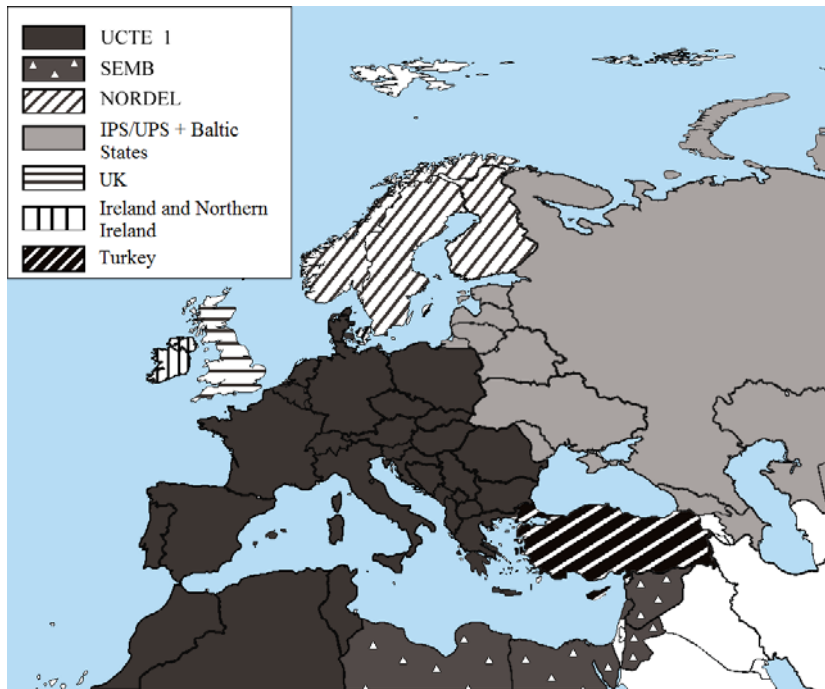 UCTE 1
SEMB
NORDEL
IPS/UPS + Baltic
States
UK
Ireland and Northern
Ireland
Turkey